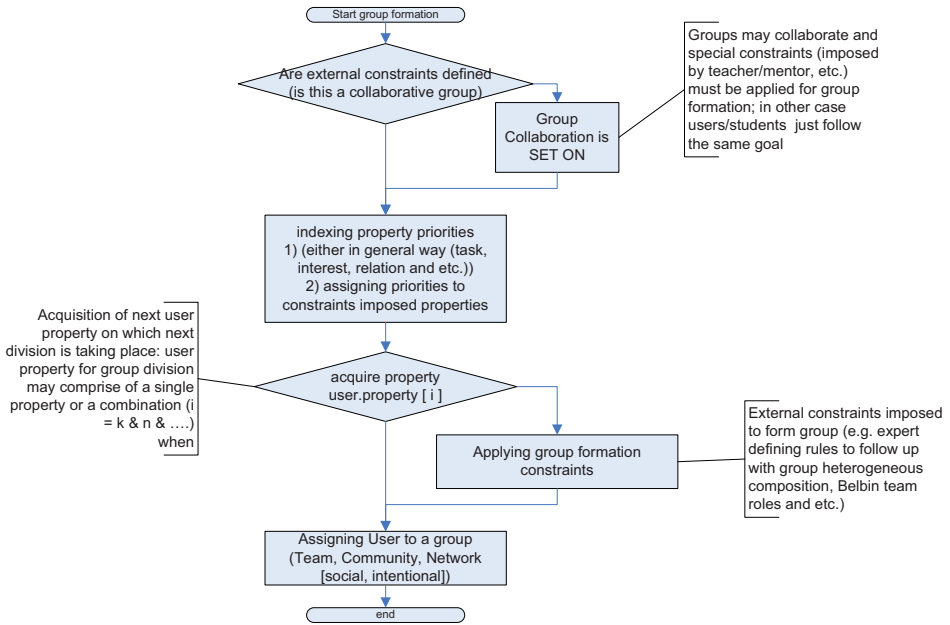 Start group formation
Are external constraints defined
(is this a collaborative group)
Groups may collaborate and
special constraints (imposed
by teacher/mentor, etc.)
must be applied for group
formation; in other case
users/students just follow
the same goal
Group
Collaboration is
SET ON
indexing property priorities
1) (either in general way (task,
interest, relation and etc.))
2) assigning priorities to
constraints imposed properties
Acquisition of next user
property on which next
division is taking place: user
property for group division
may comprise of a single
property or a combination (i
= k & n & ….)
when
acquire property
user.property [ i ]
Applying group formation
constraints
External constraints imposed
to form group (e.g. expert
defining rules to follow up
with group heterogeneous
composition, Belbin team
roles and etc.)
Assigning User to a group
(Team, Community, Network
[social, intentional])
end